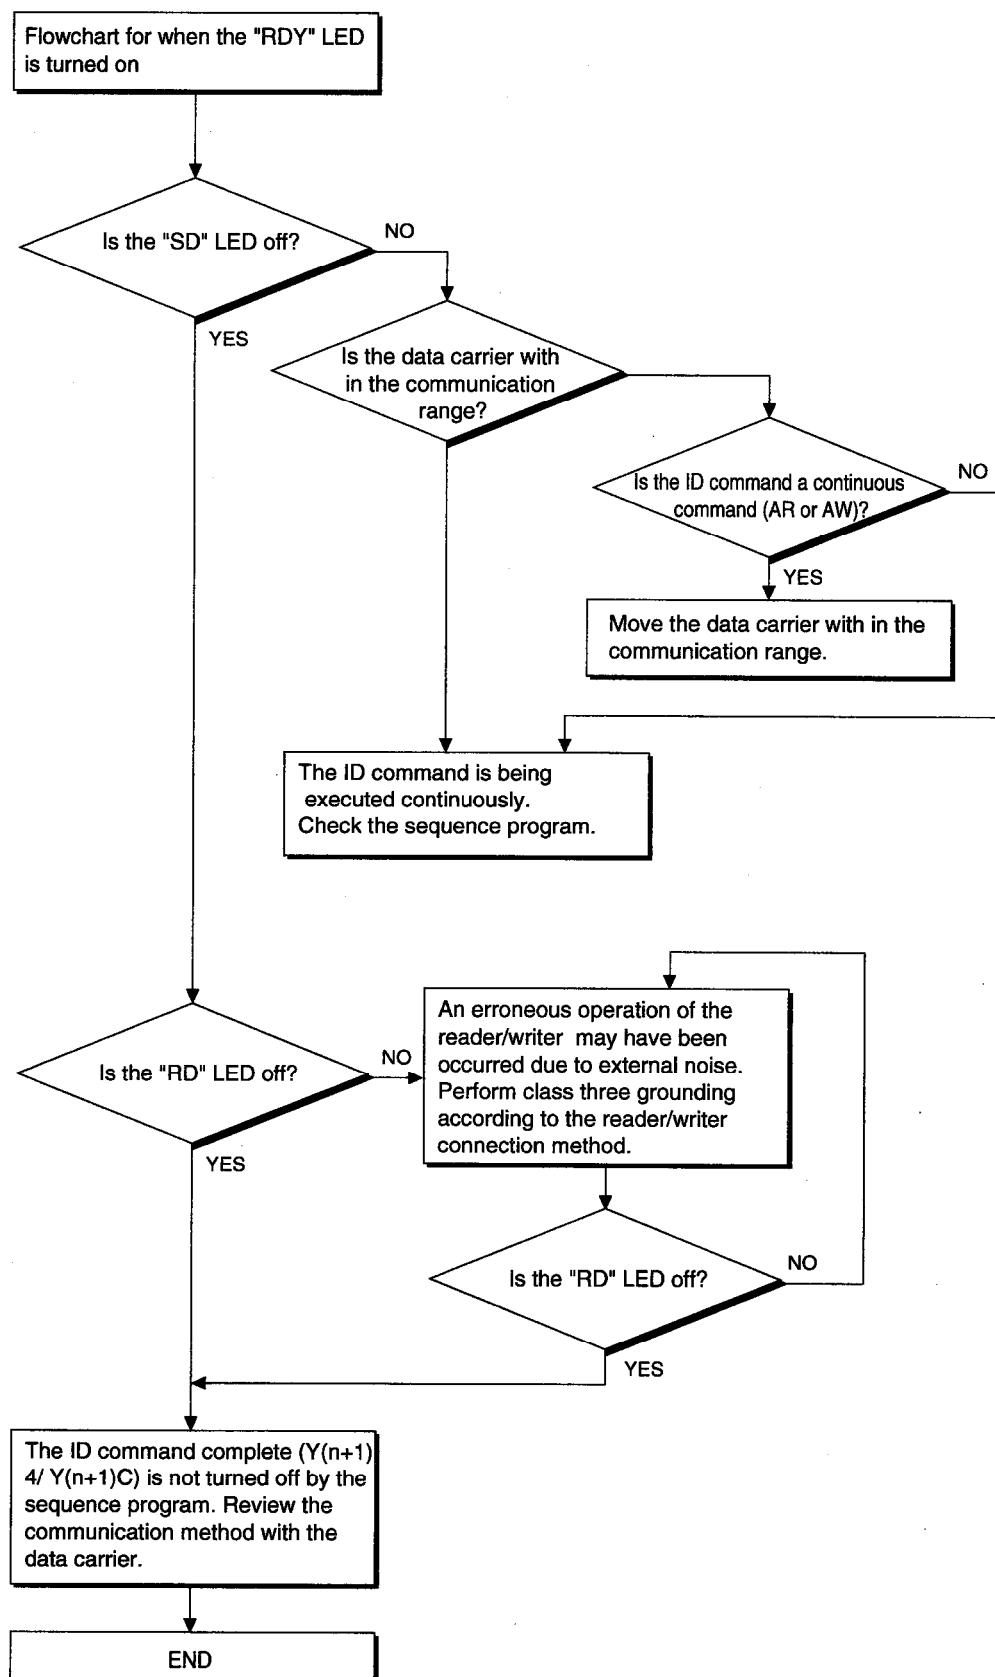 Flowchart for when the "RDY" LED
is turned on
Is the "SD" LED off?
NO
YES
Is the data carrier with
in the communication
range?
Is the ID command a continuous
command (AR or AW)?
NO
YES
Move the data carrier with in the
communication range.
The ID command is being
executed continuously.
Check the sequence program.
Is the "RD" LED off?
NO
YES
An erroneous operation of the
reader/writer may have been
occurred due to external noise.
Perform class three grounding
according to the reader/writer
connection method.
Is the "RD" LED off?
NO
YES
The ID command complete (Y(n+1)
4/ Y(n+1)C) is not turned off by the
sequence program. Review the
communication method with the
data carrier.
END